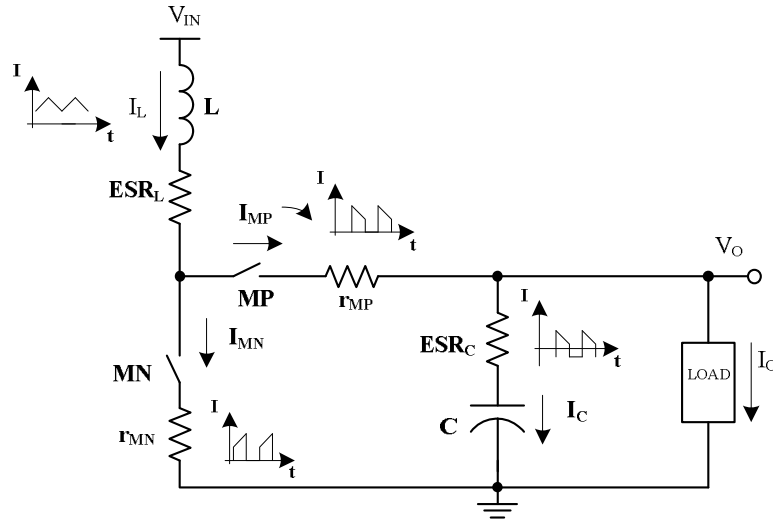 V_IN
I
I_L
L
t
ESR_L
I
I_MP
t
V_O
MP
r_MP
I
I_MN
ESR_C
t
MN
I_O
LOAD
I
I_C
r_MN
C
t